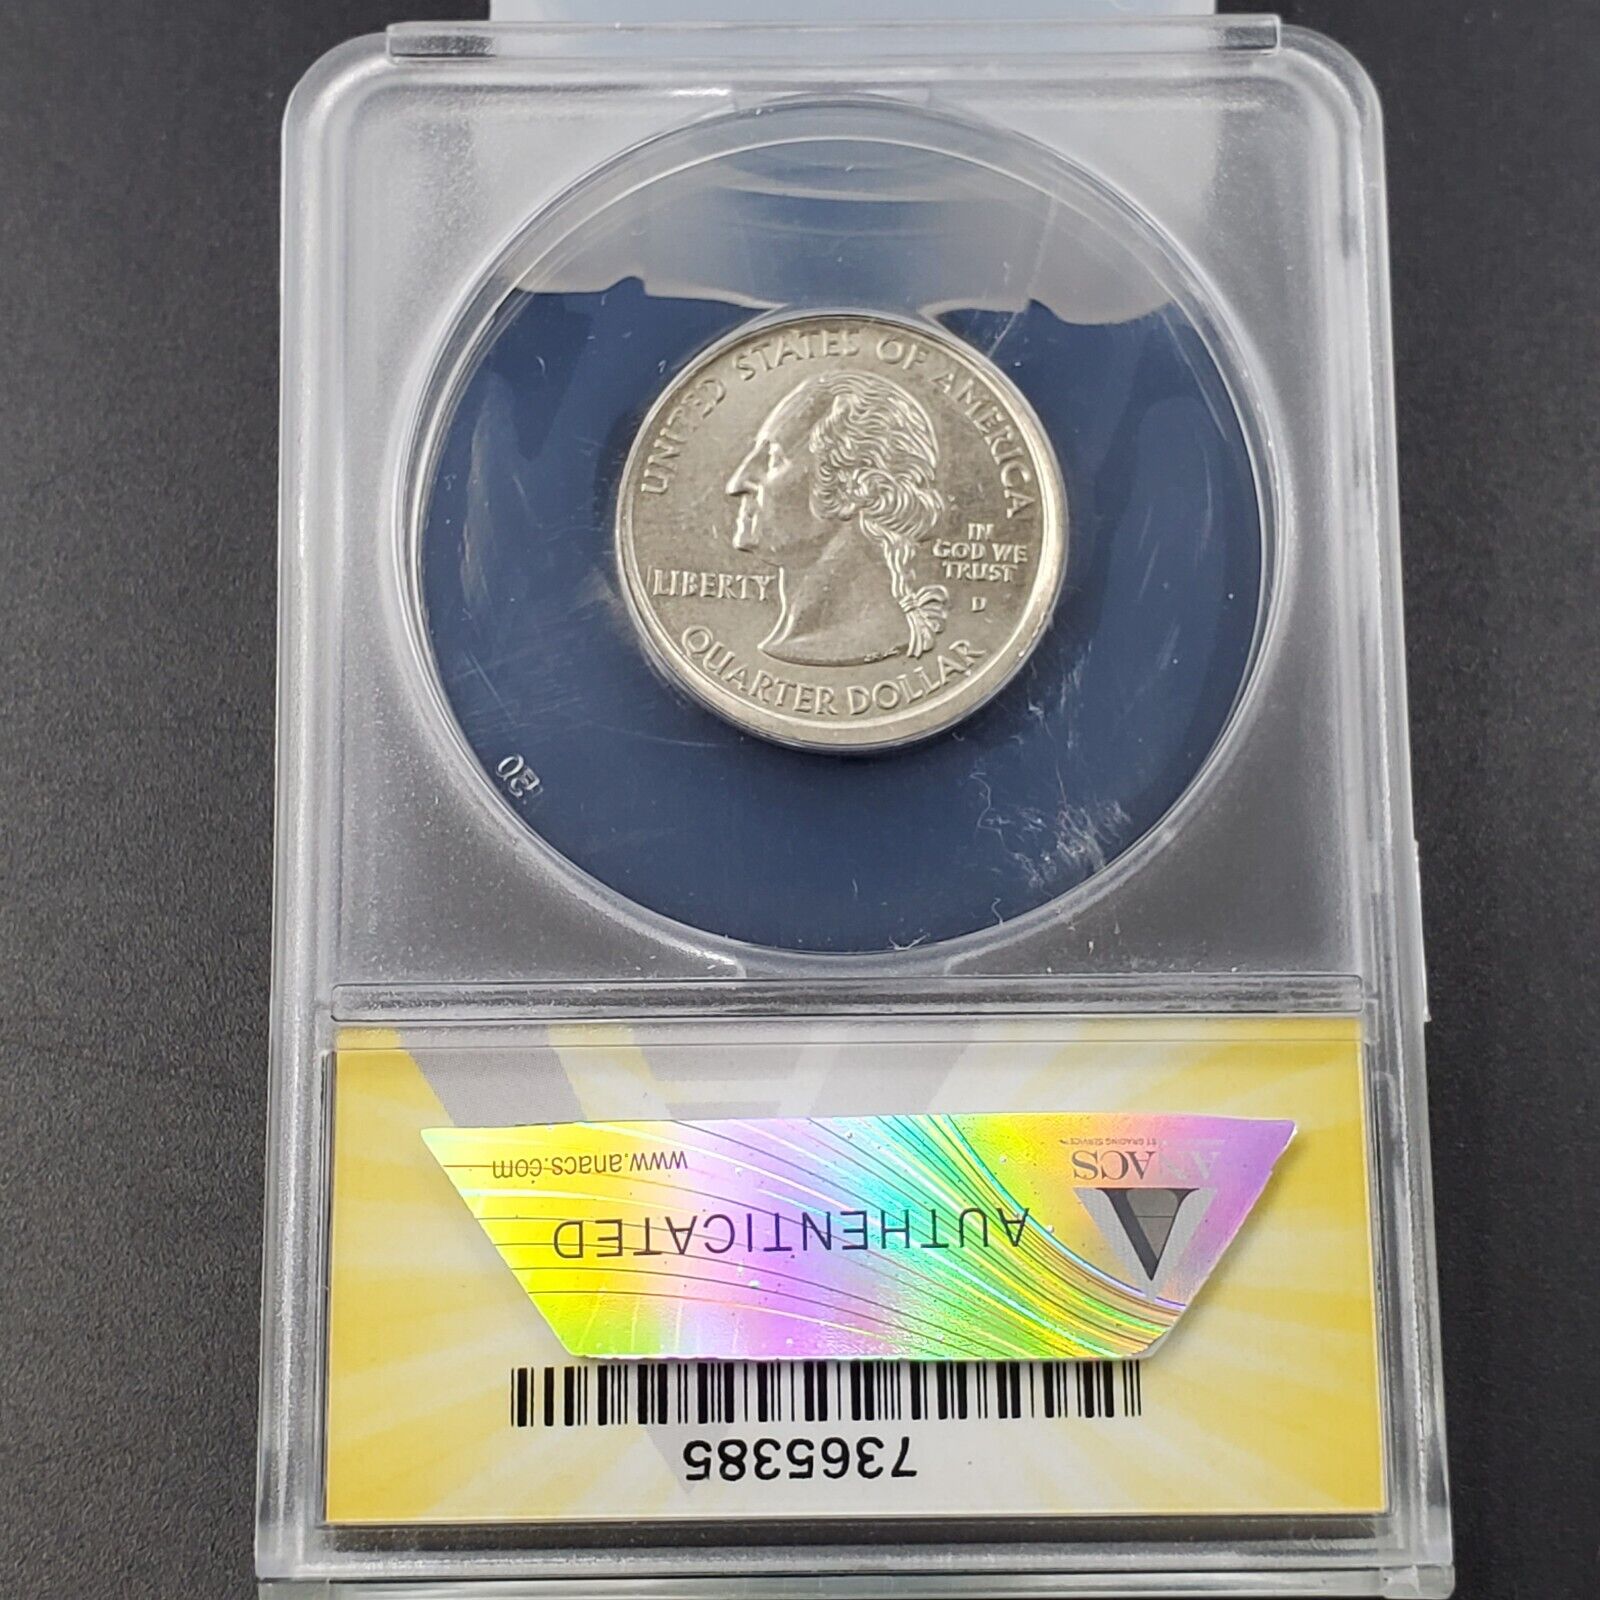 UNITED STATES OF AMERICA
IN
GOD WE
TRUST
LIBERTY
D
QUARTER DOLLAR
www.anacs.com
ANACS
AUTHENTICATED
7365385